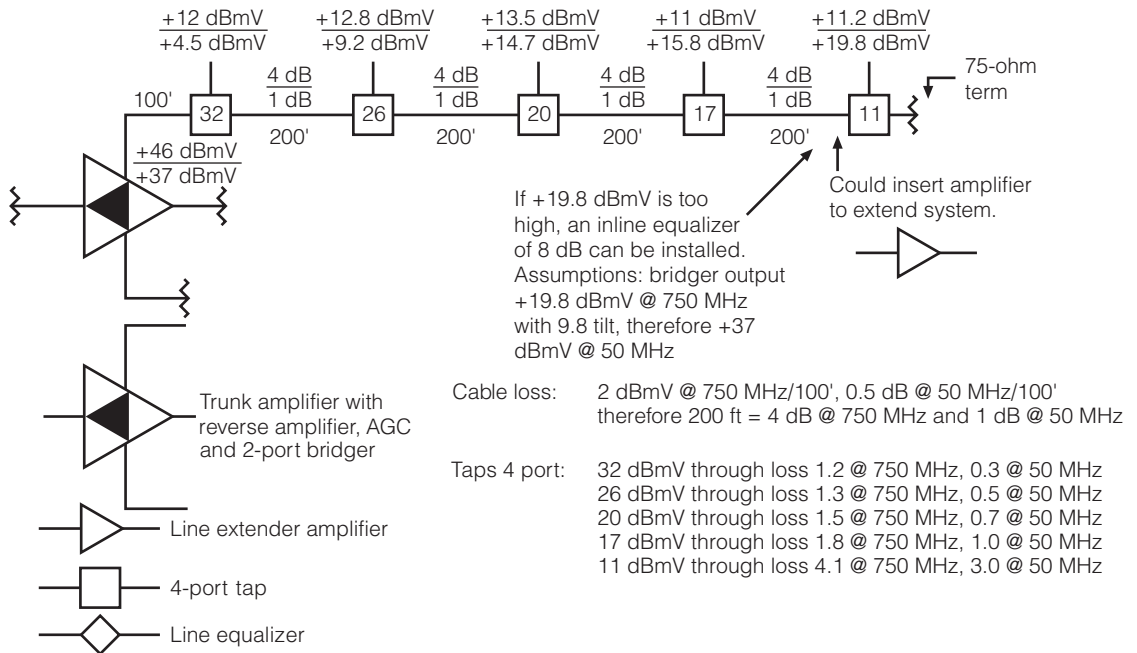 +12 dBmV
+4.5 dBmV
+12.8 dBmV
+9.2 dBmV
+13.5 dBmV
+14.7 dBmV
+11 dBmV
+15.8 dBmV
+11.2 dBmV
+19.8 dBmV
100'
32
4 dB
1 dB
200'
26
4 dB
1 dB
200'
20
4 dB
1 dB
200'
17
4 dB
1 dB
200'
11
75-ohm
term
+46 dBmV
+37 dBmV
If +19.8 dBmV is too
high, an inline equalizer
of 8 dB can be installed.
Assumptions: bridger output
+19.8 dBmV @ 750 MHz
with 9.8 tilt, therefore +37
dBmV @ 50 MHz
Could insert amplifier
to extend system.
Cable loss: 2 dBmV @ 750 MHz/100', 0.5 dB @ 50 MHz/100'
therefore 200 ft = 4 dB @ 750 MHz and 1 dB @ 50 MHz
Taps 4 port: 32 dBmV through loss 1.2 @ 750 MHz, 0.3 @ 50 MHz
26 dBmV through loss 1.3 @ 750 MHz, 0.5 @ 50 MHz
20 dBmV through loss 1.5 @ 750 MHz, 0.7 @ 50 MHz
17 dBmV through loss 1.8 @ 750 MHz, 1.0 @ 50 MHz
11 dBmV through loss 4.1 @ 750 MHz, 3.0 @ 50 MHz
Trunk amplifier with
reverse amplifier, AGC
and 2-port bridger
Line extender amplifier
4-port tap
Line equalizer